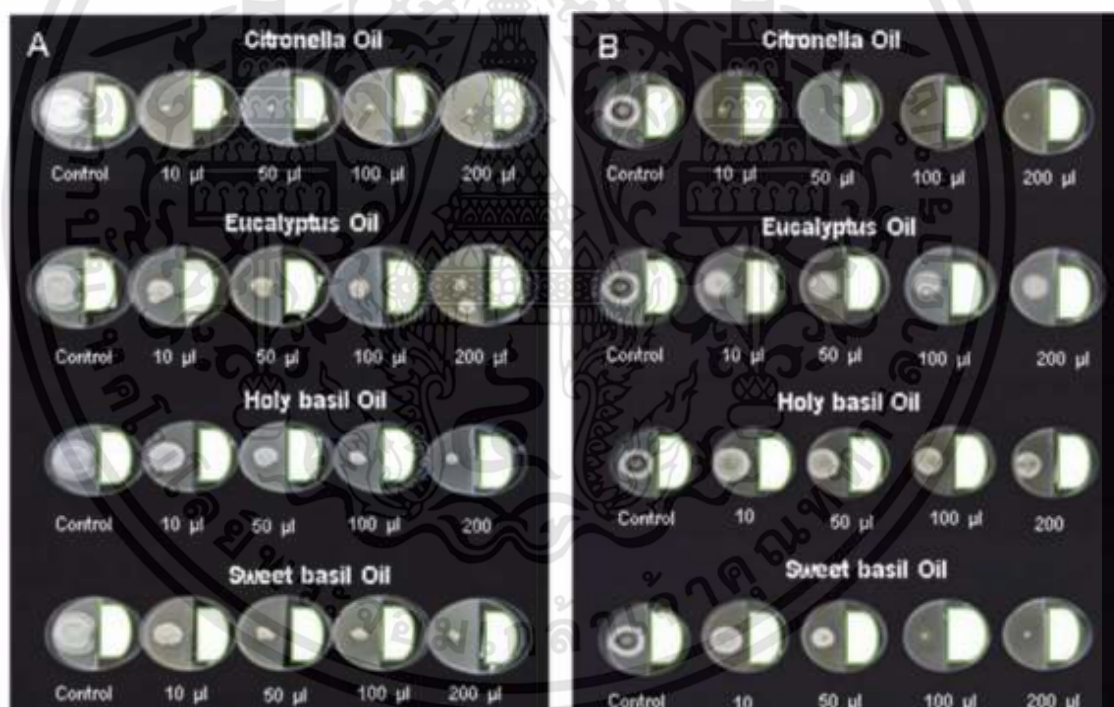 A
Citronella Oil
Control 10 µl 50 µl 100 µl 200 µl
Eucalyptus Oil
Control 10 µl 50 µl 100 µl 200 µl
Holy basil Oil
Control 10 µl 50 µl 100 µl 200
Sweet basil Oil
Control 10 µl 50 µl 100 µl 200 µl
B
Citronella Oil
Control 10 µl 50 µl 100 µl 200 µl
Eucalyptus Oil
Control 10 µl 50 µl 100 µl 200 µl
Holy basil Oil
Control 10 50 µl 100 µl 200
Sweet basil Oil
Control 10 50 µl 100 µl 200 µl